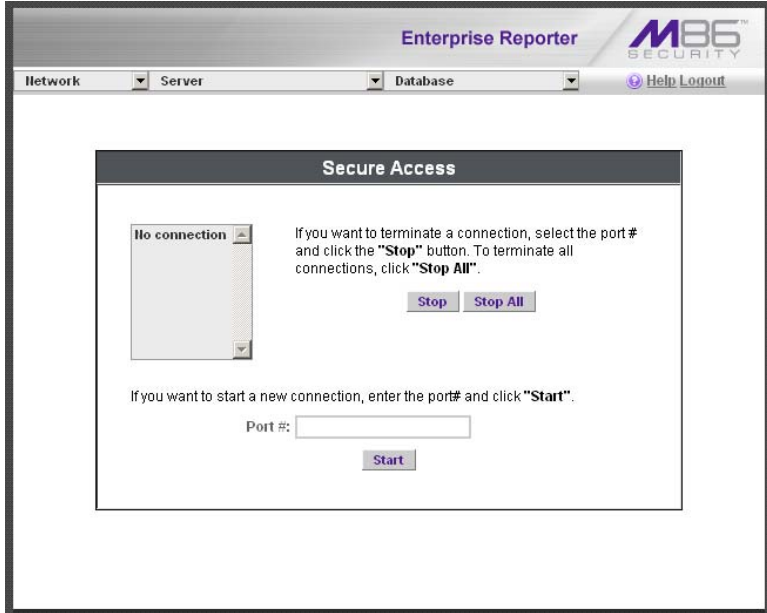 Enterprise Reporter
M86™
SECURITY
Network
Server
Database
Help Logout
Secure Access
No connection
If you want to terminate a connection, select the port #
and click the "Stop" button. To terminate all
connections, click "Stop All".
Stop Stop All
If you want to start a new connection, enter the port# and click "Start".
Port #:
Start